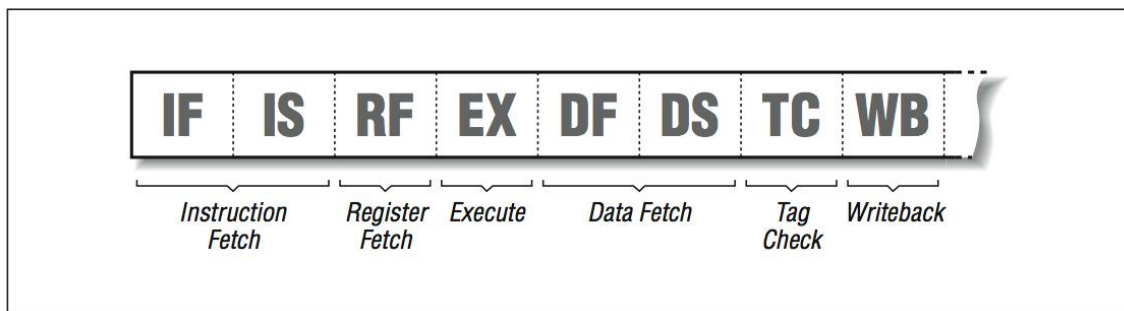 IF IS RF EX DF DS TC WB
Instruction Fetch
Register Fetch
Execute
Data Fetch
Tag Check
Writeback